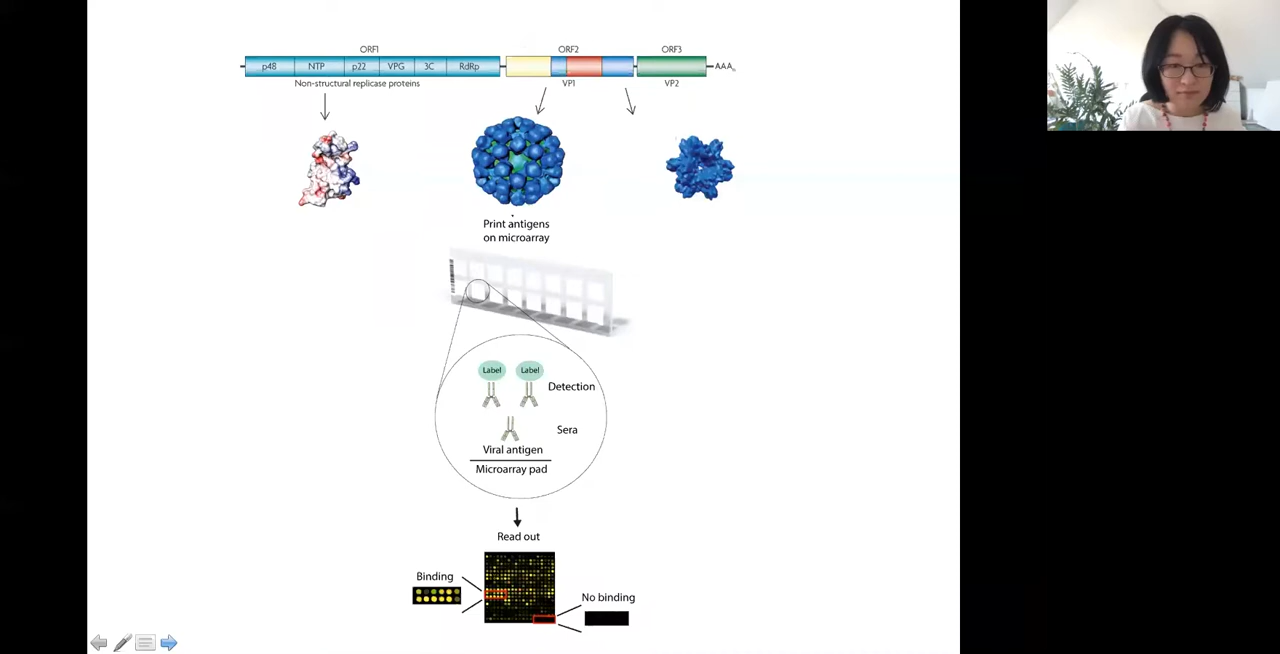 ORF1
ORF2
ORF3
p48
NTP
p22
VPG
3C
RdRp
AAAn
Non-structural replicase proteins
VP1
VP2
Print antigens
on microarray
Label
Label
Detection
Sera
Viral antigen
Microarray pad
Read out
Binding
No binding